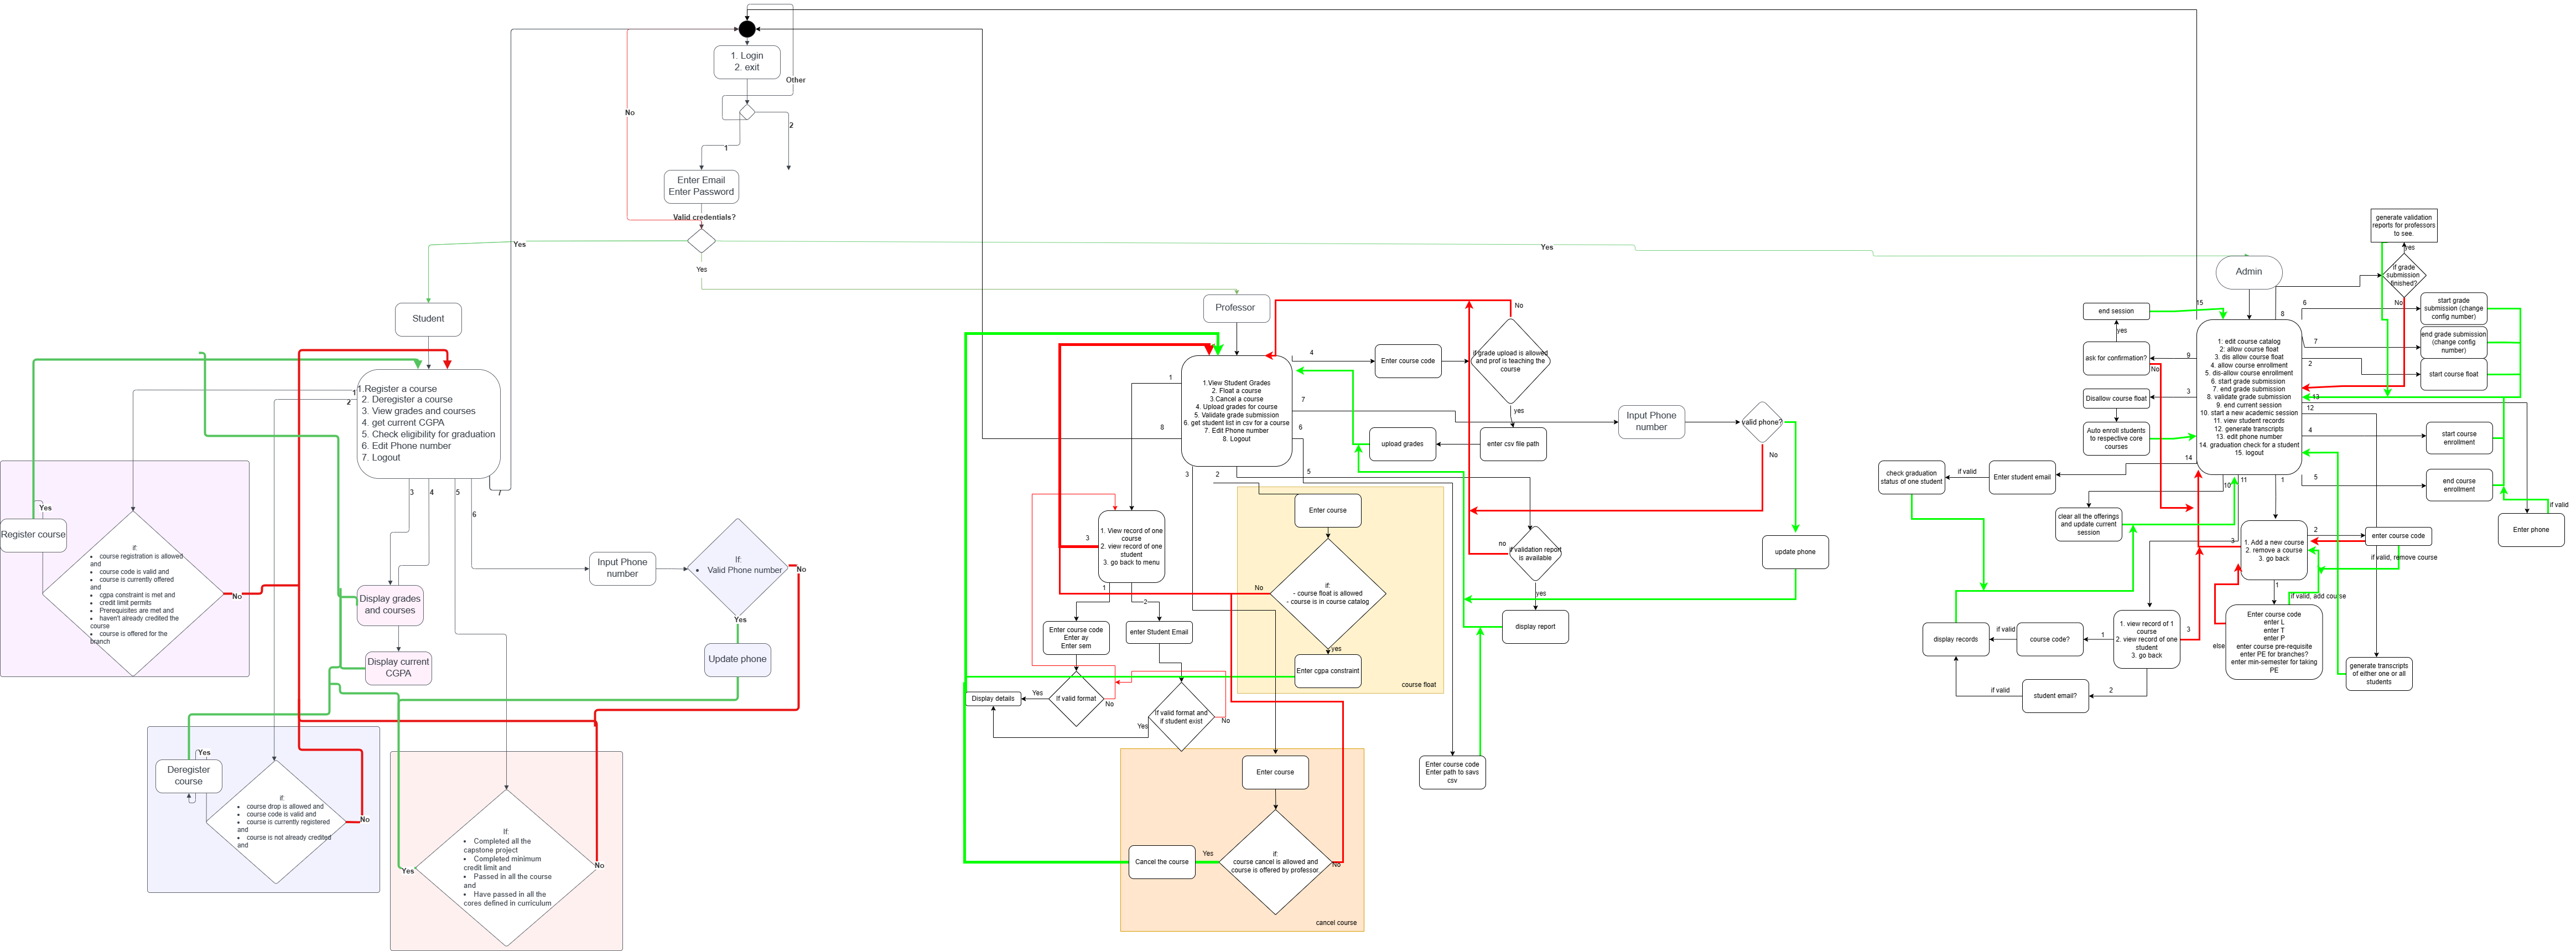 1. Login
2. exit
Other
No
2
1
Enter Email
Enter Password
Valid credentials?
Yes
Yes
Yes
Student
1.Register a course
2. Deregister a course
3. View grades and courses
4. get current CGPA
5. Check eligibility for graduation
6. Edit Phone number
7. Logout
1
2
3
4
5
6
7
Yes
Register course
if:
• course registration is allowed
and
• course code is valid and
• course is currently offered
and
• cgpa constraint is met and
• credit limit permits
• Prerequisites are met and
• haven't already credited the
course
• course is offered for the
branch
No
Display grades
and courses
Display current
CGPA
Input Phone
number
If:
• Valid Phone number
No
Yes
Update phone
Yes
Deregister
course
if:
• course drop is allowed and
• course code is valid and
• course is currently registered
and
• course is not already credited
and
No
If:
• Completed all the
capstone project
• Completed minimum
credit limit and
• Passed in all the course
and
• Have passed in all the
cores defined in curriculum
Yes
No
Professor
1.View Student Grades
2. Float a course
3.Cancel a course
4. Upload grades for course
5. Validate grade submission
6. get student list in csv for a course
7. Edit Phone number
8. Logout
1
8
3
2
4
7
6
5
Enter course code
if grade upload is allowed
and prof is teaching the
course
No
yes
enter csv file path
upload grades
Input Phone
number
valid phone?
No
update phone
1. View record of one
course
2. view record of one
student
3. go back to menu
3
1
2
Enter course code
Enter ay
Enter sem
enter Student Email
If valid format
Yes
No
Display details
If valid format and
if student exist
Yes
No
Enter course
if:
- course float is allowed
- course is in course catalog
No
yes
Enter cgpa constraint
course float
if validation report
is available
no
yes
display report
Enter course code
Enter path to savs
csv
Enter course
if:
course cancel is allowed and
course is offered by professor
Yes
No
Cancel the course
cancel course
Admin
1: edit course catalog
2: allow course float
3. dis allow course float
4. allow course enrollment
5. dis-allow course enrollment
6. start grade submission
7. end grade submission
8. validate grade submission
9. end current session
10. start a new academic session
11. view student records
12. generate transcripts
13. edit phone number
14. graduation check for a student
15. logout
15
8
6
7
2
13
12
4
5
9
3
14
10
11
1
generate validation
reports for professors
to see.
yes
if grade
submission
finished?
No
start grade
submission (change
config number)
end grade submission
(change config
number)
start course float
start course
enrollment
end course
enrollment
if valid
Enter phone
end session
yes
ask for confirmation?
No
Disallow course float
Auto enroll students
to respective core
courses
Enter student email
if valid
check graduation
status of one student
clear all the offerings
and update current
session
1. Add a new course
2. remove a course
3. go back
2
3
1
enter course code
if valid, remove course
if valid, add course
Enter course code
enter L
enter T
enter P
enter course pre-requisite
enter PE for branches?
enter min-semester for taking
PE
else
1. view record of 1
course
2. view record of one
student
3. go back
3
1
2
course code?
if valid
display records
student email?
if valid
generate transcripts
of either one or all
students